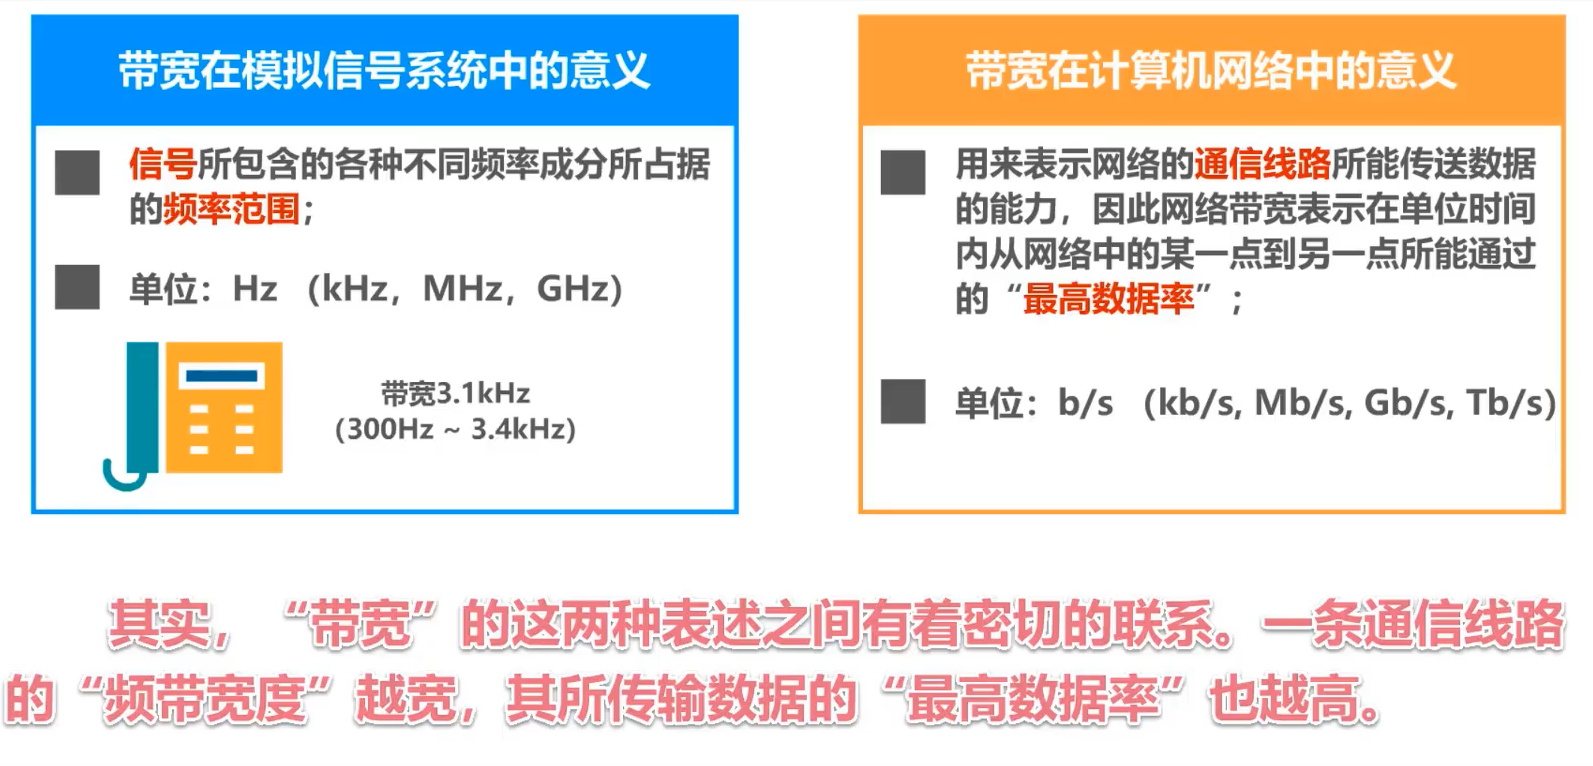 带宽在模拟信号系统中的意义
信号所包含的各种不同频率成分所占据
的频率范围；
单位：Hz （kHz，MHz，GHz）
带宽3.1kHz
(300Hz ~ 3.4kHz)
带宽在计算机网络中的意义
用来表示网络的通信线路所能传送数据
的能力，因此网络带宽表示在单位时间
内从网络中的某一点到另一点所能通过
的“最高数据率”；
单位：b/s （kb/s, Mb/s, Gb/s, Tb/s)
其实，“带宽”的这两种表述之间有着密切的联系。一条通信线路
的“频带宽度”越宽，其所传输数据的“最高数据率”也越高。